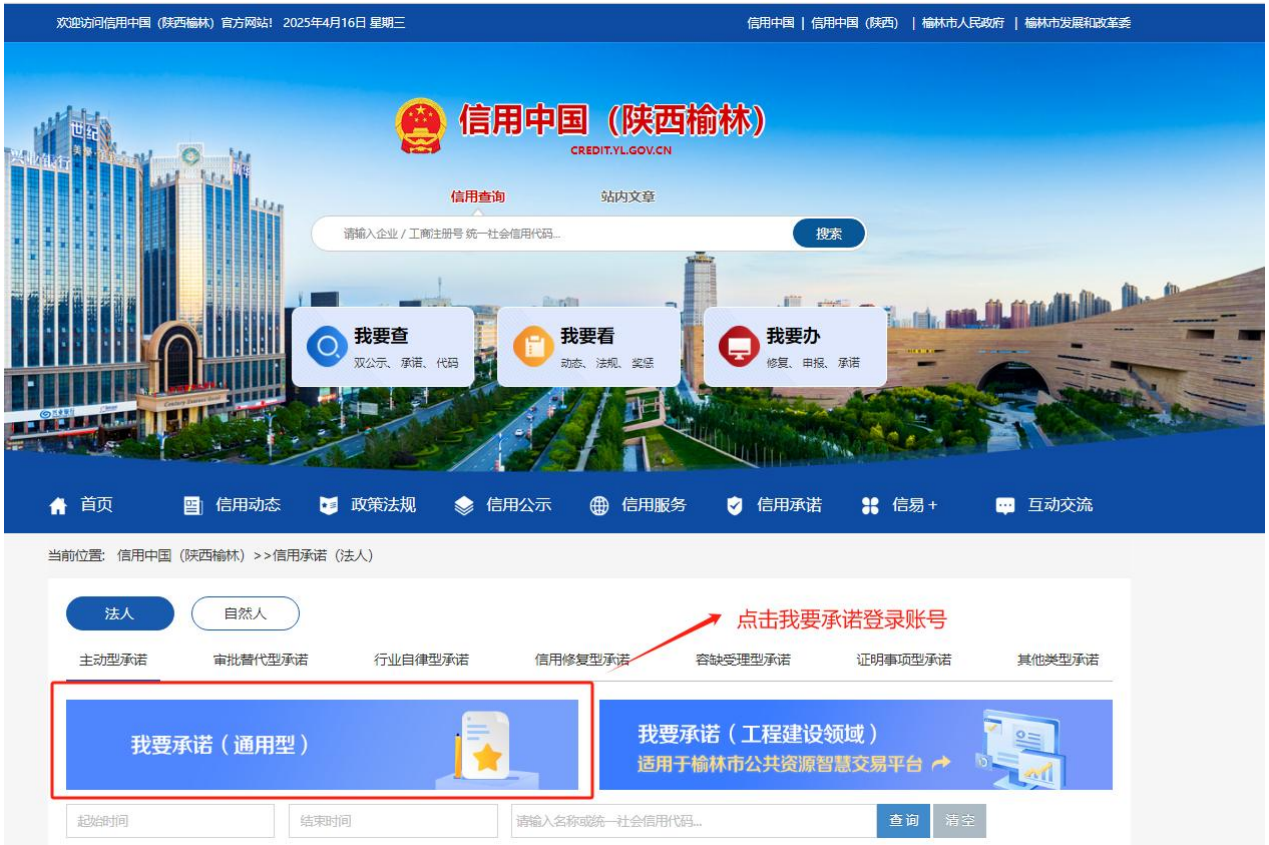 欢迎访问信用中国（陕西榆林）官方网站! 2025年4月16日 星期三
信用中国 | 信用中国（陕西） | 榆林市人民政府 | 榆林市发展和改革委
世纪
兴业银行
信用中国（陕西榆林）
CREDIT.YL.GOV.CN
信用查询 站内文章
请输入企业 / 工商注册号 统一社会信用代码...
搜索
我要查
双公示、承诺、代码
我要看
动态、法规、奖惩
我要办
修复、申报、承诺
首页 信用动态 政策法规 信用公示 信用服务 信用承诺 信易+ 互动交流
当前位置: 信用中国（陕西榆林）>>信用承诺（法人）
法人 自然人
点击我要承诺登录账号
主动型承诺 审批替代型承诺 行业自律型承诺 信用修复型承诺 容缺受理型承诺 证明事项型承诺 其他类型承诺
我要承诺（通用型）
我要承诺（工程建设领域）
适用于榆林市公共资源智慧交易平台
起始时间 结束时间 请输入名称或统一社会信用代码... 查询 清空